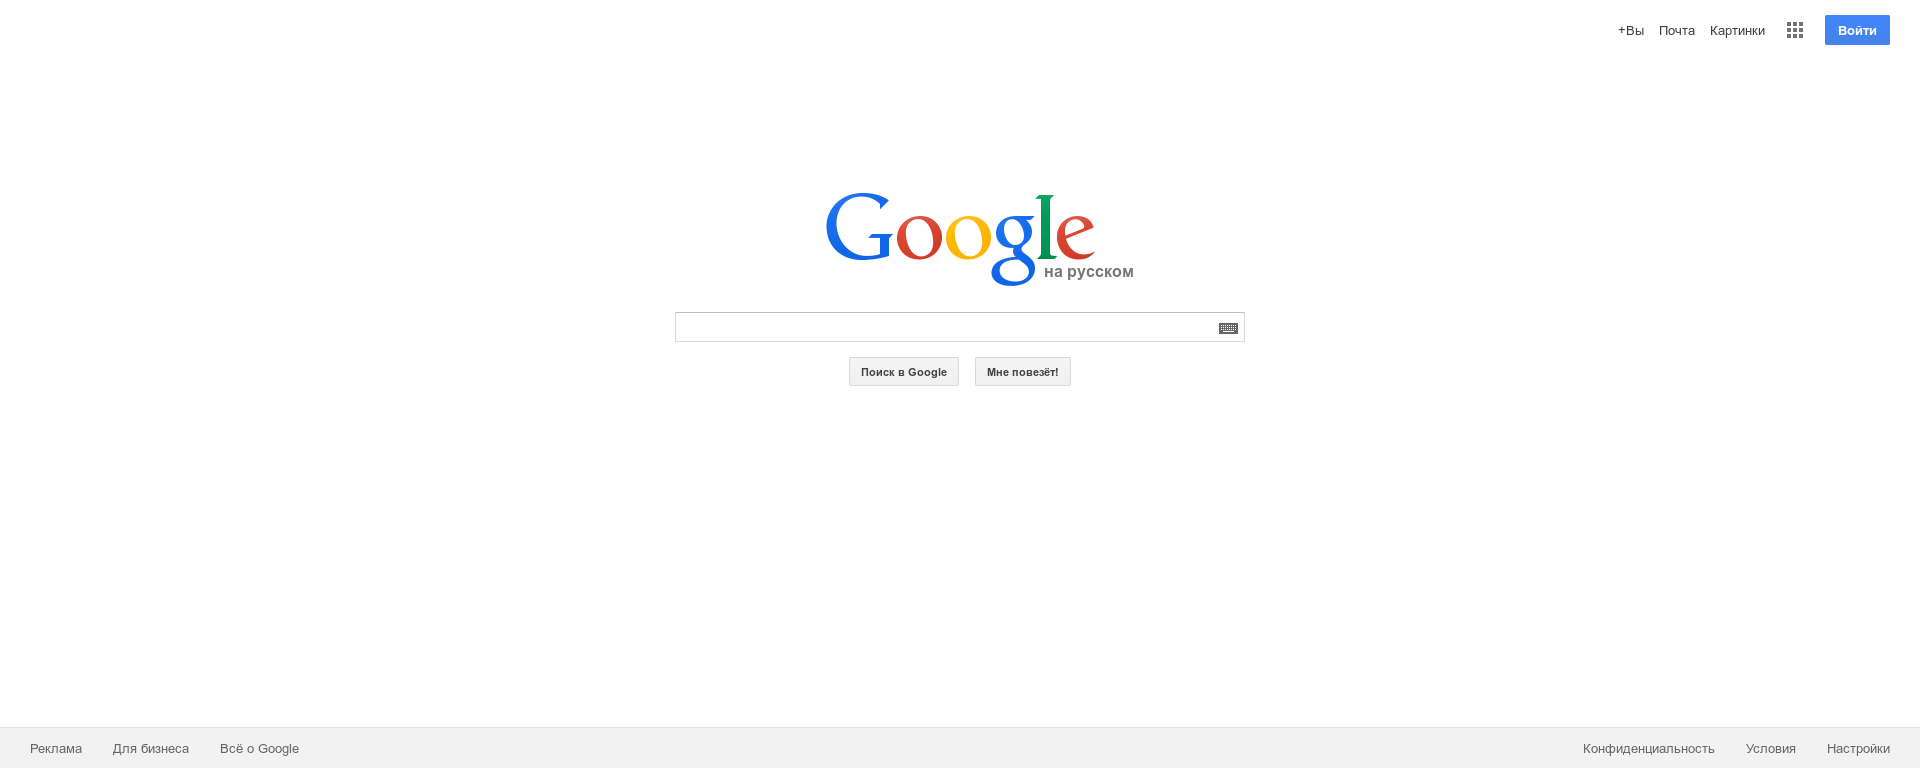 +Вы Почта Картинки Войти
Google
на русском
Поиск в Google Мне повезёт!
Реклама Для бизнеса Всё о Google Конфиденциальность Условия Настройки